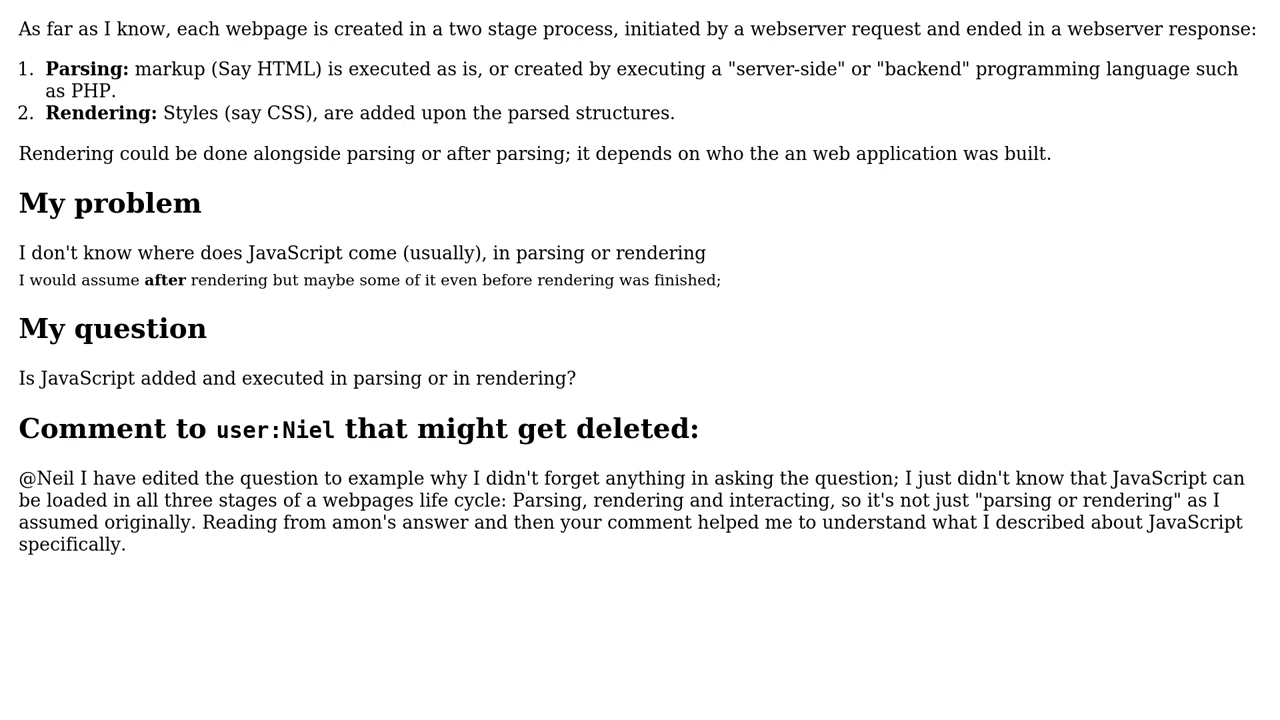 As far as I know, each webpage is created in a two stage process, initiated by a webserver request and ended in a webserver response:
1. Parsing: markup (Say HTML) is executed as is, or created by executing a "server-side" or "backend" programming language such
as PHP.
2. Rendering: Styles (say CSS), are added upon the parsed structures.
Rendering could be done alongside parsing or after parsing; it depends on who the an web application was built.
My problem
I don't know where does JavaScript come (usually), in parsing or rendering
I would assume after rendering but maybe some of it even before rendering was finished;
My question
Is JavaScript added and executed in parsing or in rendering?
Comment to user:Niel that might get deleted:
@Neil I have edited the question to example why I didn't forget anything in asking the question; I just didn't know that JavaScript can
be loaded in all three stages of a webpages life cycle: Parsing, rendering and interacting, so it's not just "parsing or rendering" as I
assumed originally. Reading from amon's answer and then your comment helped me to understand what I described about JavaScript
specifically.